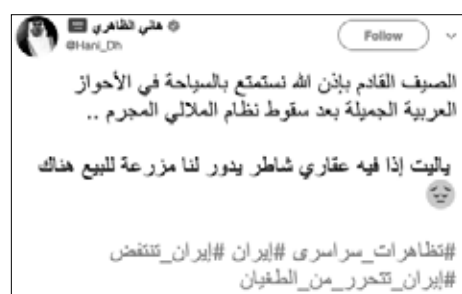 هاني الظاهري
@Hani_Dh
Follow
الصيف القادم بإذن الله نستمتع بالسياحة في الأحواز
العربية الجميلة بعد سقوط نظام الملالي المجرم ..
ياليت إذا فيه عقاري شاطر يدور لنا مزرعة للبيع هناك
#تظاهرات_سراسرى #إيران #إيران_تنتفض
#إيران_تتحرر_من_الطغيان